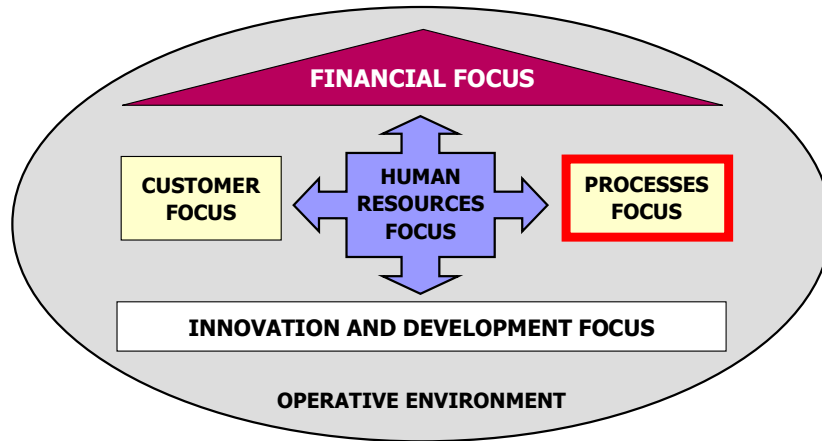 FINANCIAL FOCUS
CUSTOMER
FOCUS
HUMAN
RESOURCES
FOCUS
PROCESSES
FOCUS
INNOVATION AND DEVELOPMENT FOCUS
OPERATIVE ENVIRONMENT